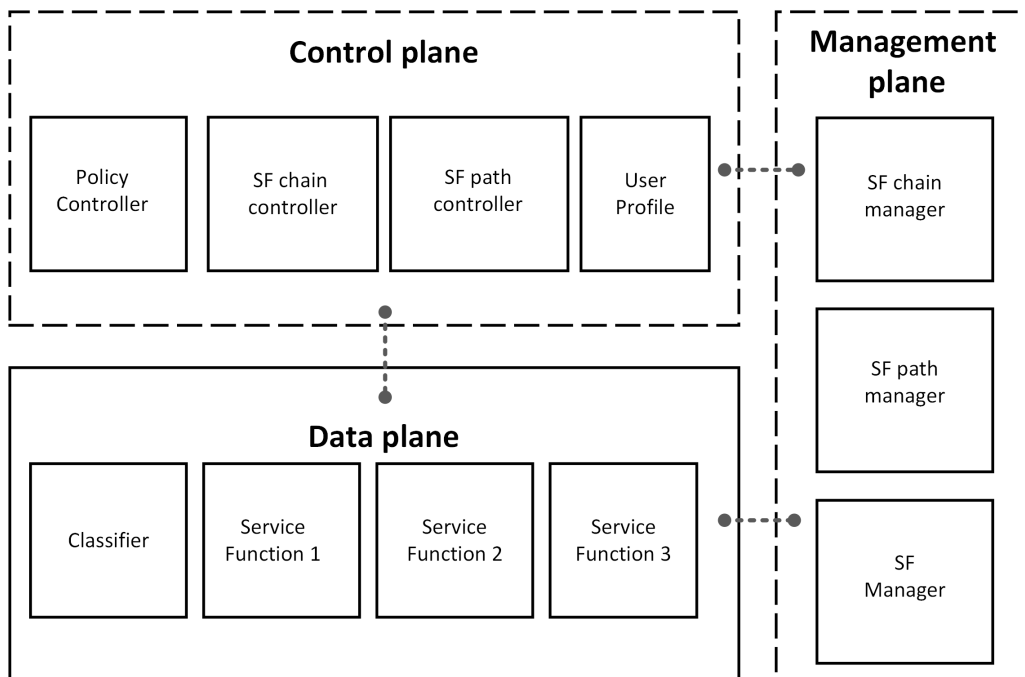 Control plane
Policy
Controller
SF chain
controller
SF path
controller
User
Profile
Management
plane
SF chain
manager
SF path
manager
SF
Manager
Data plane
Classifier
Service
Function 1
Service
Function 2
Service
Function 3